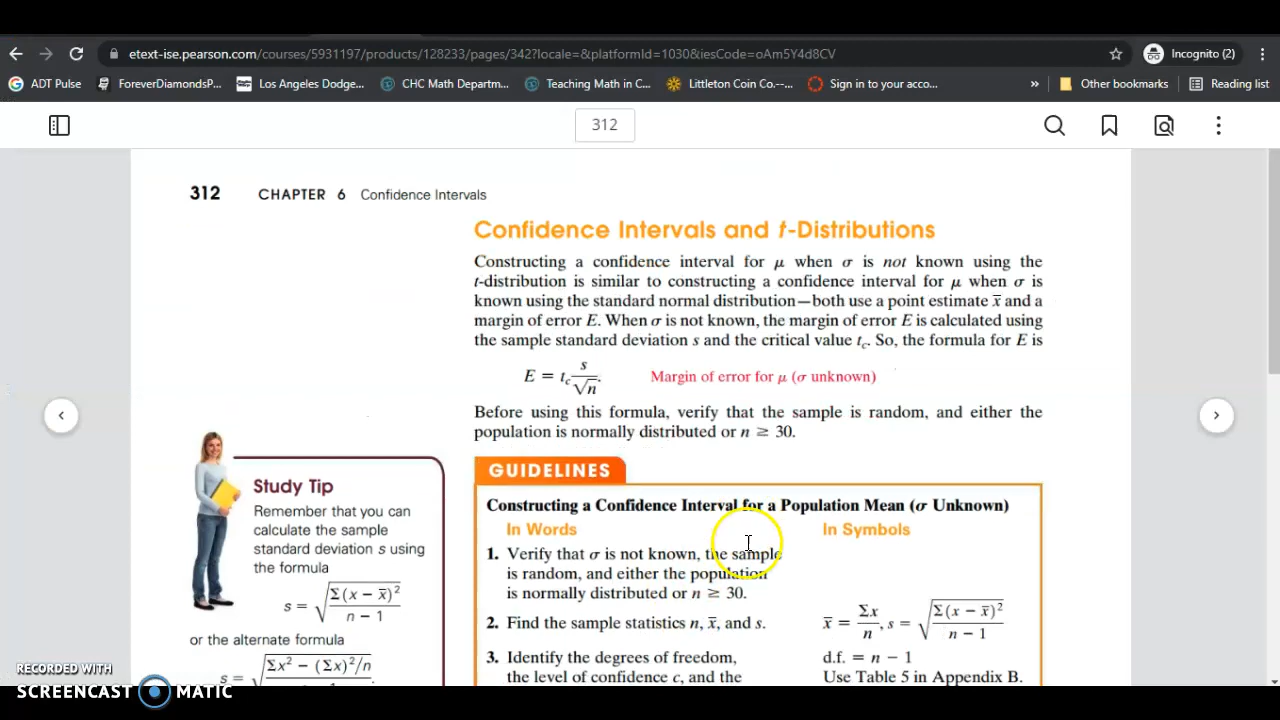 etext-ise.pearson.com/courses/5931197/products/128233/pages/342?locale=&platformId=1030&iesCode=oAm5Y4d8CV
Incognito (2)
ADT Pulse
ForeverDiamondsP...
Los Angeles Dodge...
CHC Math Departm...
Teaching Math in C...
Littleton Coin Co.--...
Sign in to your acco...
»
Other bookmarks
Reading list
312
312 CHAPTER 6 Confidence Intervals
Confidence Intervals and t-Distributions
Constructing a confidence interval for μ when σ is not known using the
t-distribution is similar to constructing a confidence interval for μ when σ is
known using the standard normal distribution—both use a point estimate x̄ and a
margin of error E. When σ is not known, the margin of error E is calculated using
the sample standard deviation s and the critical value t_c. So, the formula for E is
E = t_c s/√n. Margin of error for μ (σ unknown)
Before using this formula, verify that the sample is random, and either the
population is normally distributed or n ≥ 30.
Study Tip
Remember that you can
calculate the sample
standard deviation s using
the formula
s = √(Σ(x − x̄)²/(n − 1))
or the alternate formula
s = √((Σx² − (Σx)²/n)/
GUIDELINES
Constructing a Confidence Interval for a Population Mean (σ Unknown)
In Words In Symbols
1. Verify that σ is not known, the sample
is random, and either the population
is normally distributed or n ≥ 30.
2. Find the sample statistics n, x̄, and s. x̄ = Σx/n, s = √(Σ(x − x̄)²/(n − 1))
3. Identify the degrees of freedom, d.f. = n − 1
the level of confidence c, and the Use Table 5 in Appendix B.
RECORDED WITH
SCREENCAST MATIC